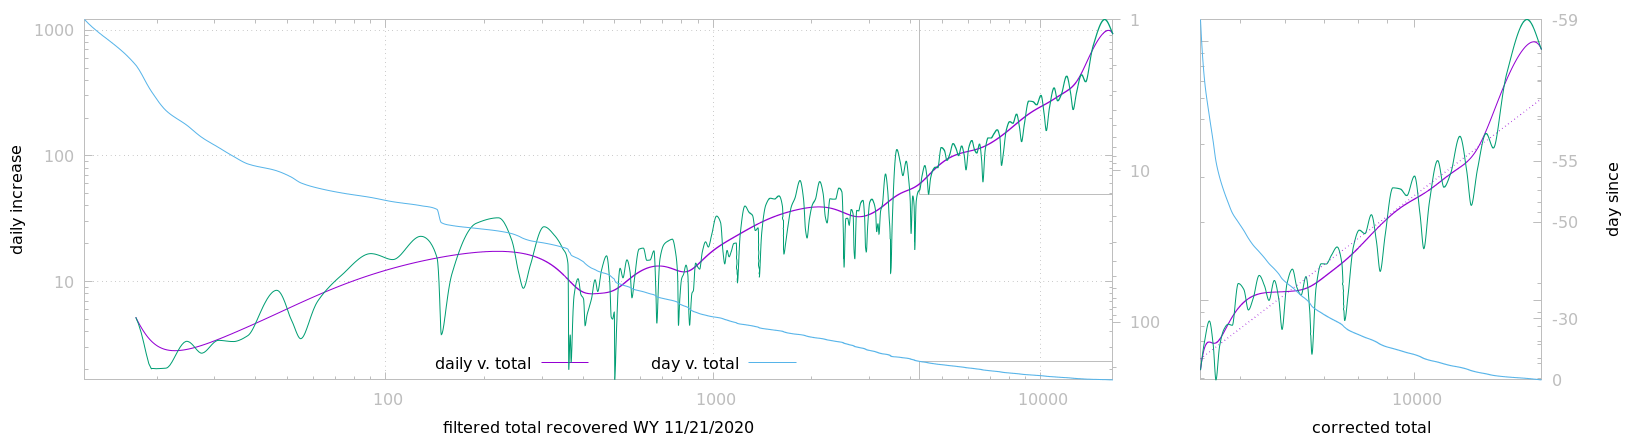 1000
100
10
daily increase
daily v. total
day v. total
100
1000
10000
filtered total recovered WY 11/21/2020
1
10
100
-59
-55
-50
-30
0
day since
10000
corrected total